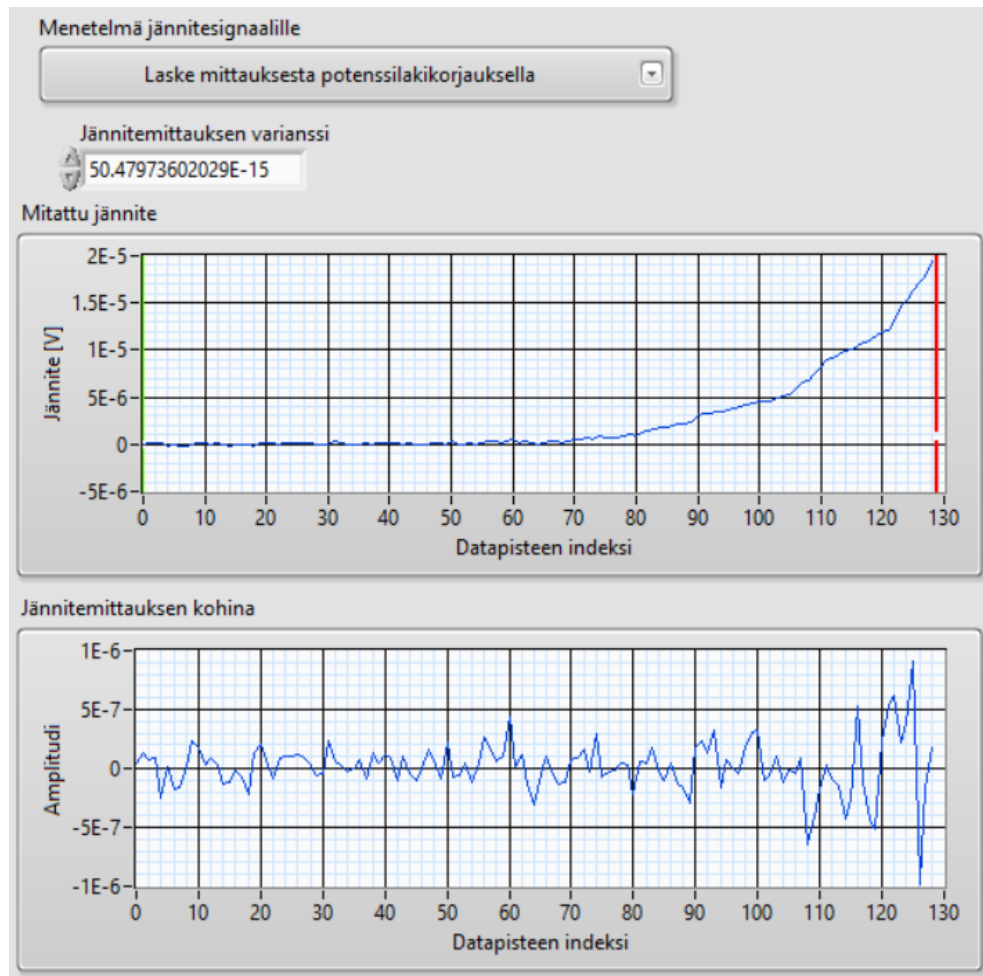 Menetelmä jännitesignaalille
Laske mittauksesta potenssilakikorjauksella
Jännitemittauksen varianssi
50.47973602029E-15
Mitattu jännite
2E-5
1.5E-5
1E-5
5E-6
0
-5E-6
Jännite [V]
0 10 20 30 40 50 60 70 80 90 100 110 120 130
Datapisteen indeksi
Jännitemittauksen kohina
1E-6
5E-7
0
-5E-7
-1E-6
Amplitudi
0 10 20 30 40 50 60 70 80 90 100 110 120 130
Datapisteen indeksi